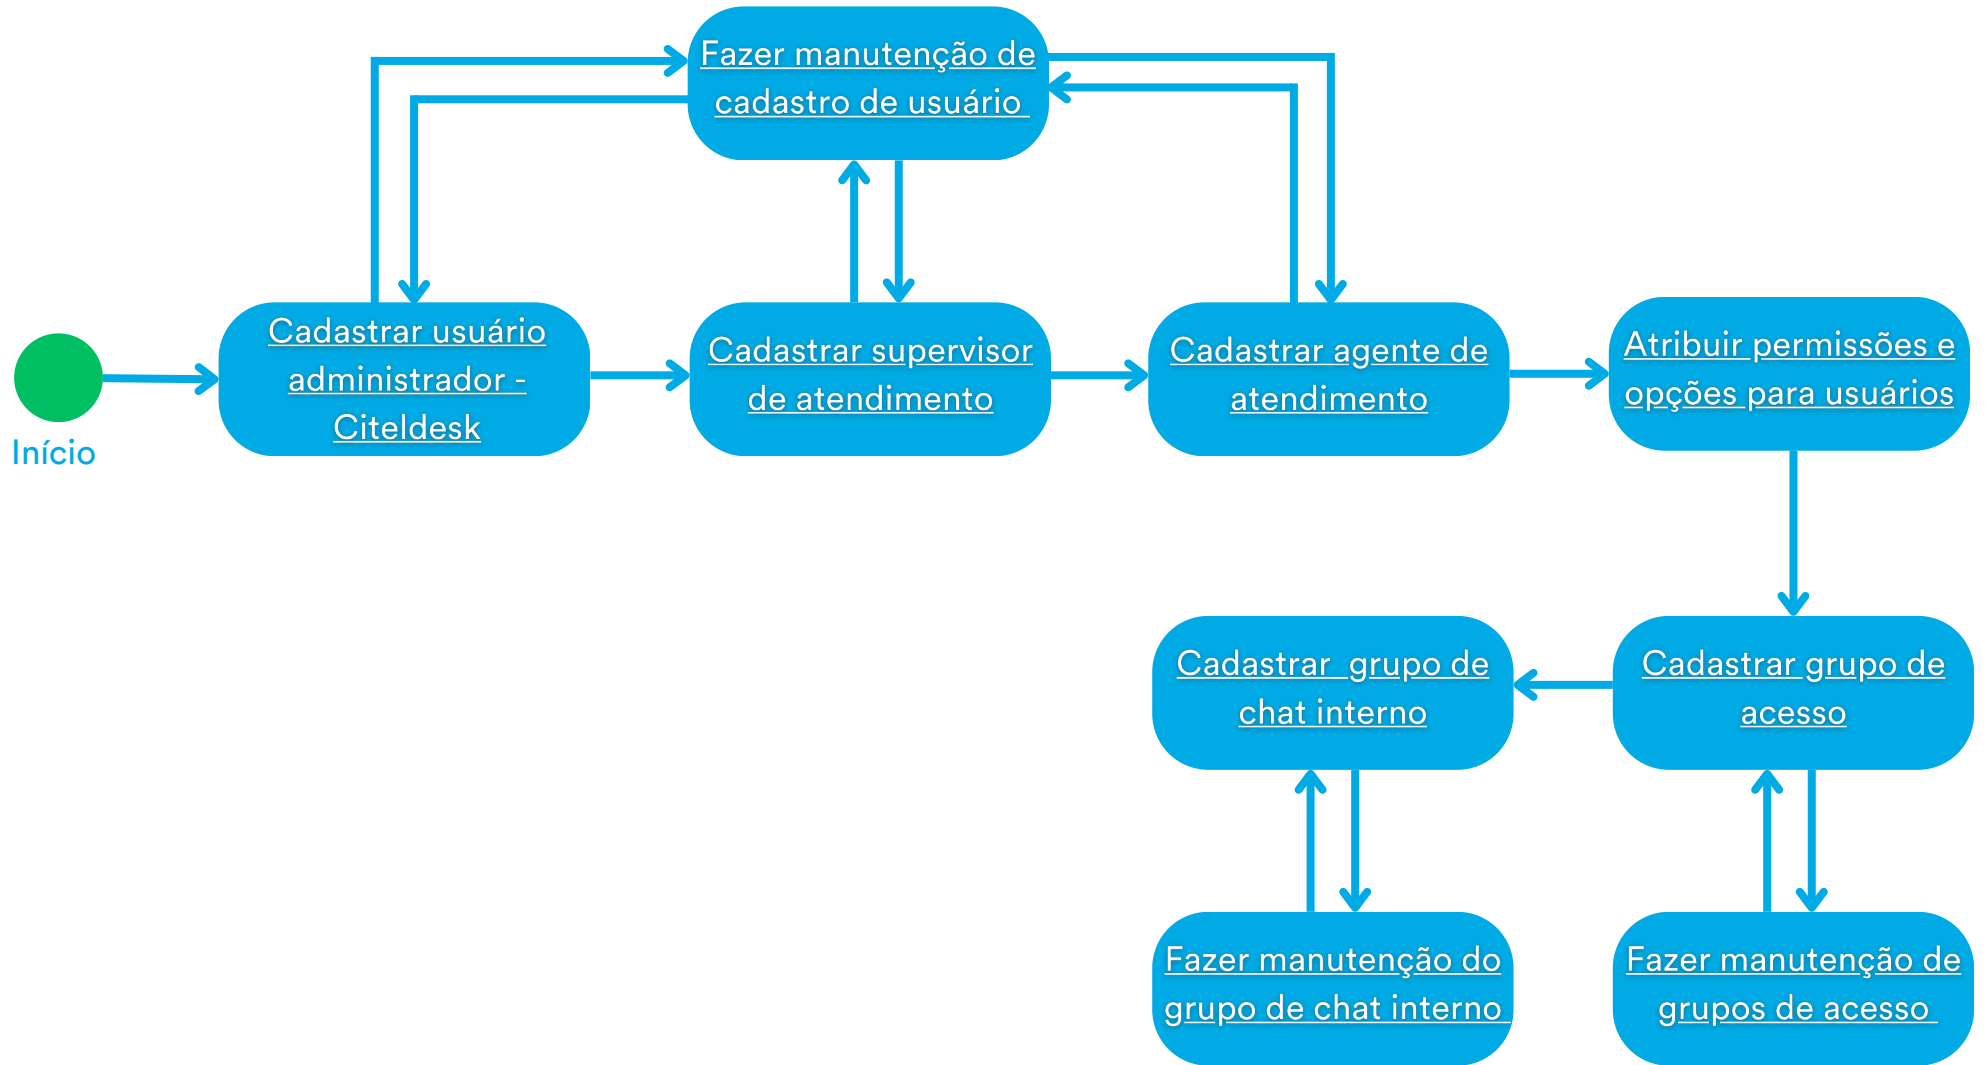 Fazer manutenção de
cadastro de usuário
Início
Cadastrar usuário
administrador -
Citeldesk
Cadastrar supervisor
de atendimento
Cadastrar agente de
atendimento
Atribuir permissões e
opções para usuários
Cadastrar grupo de
chat interno
Cadastrar grupo de
acesso
Fazer manutenção do
grupo de chat interno
Fazer manutenção de
grupos de acesso